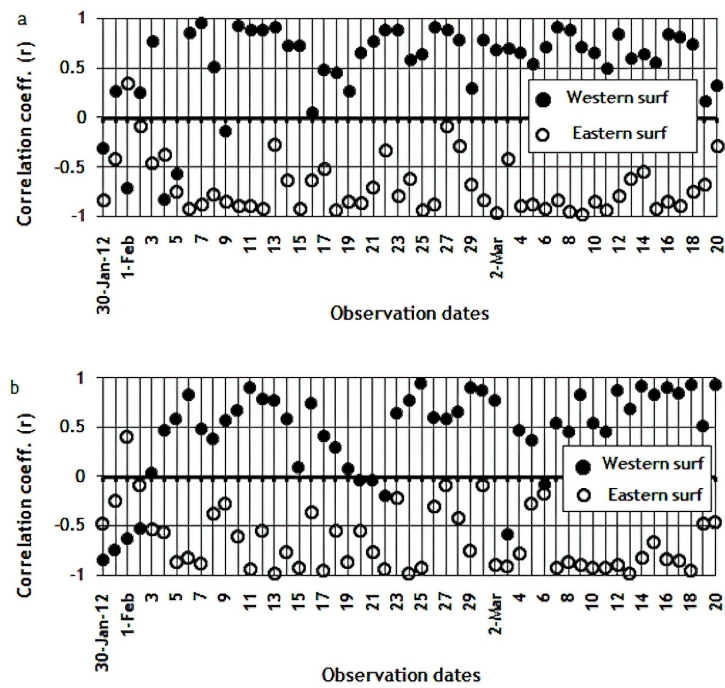 a
Correlation coeff. (r)
1
0.5
0
-0.5
-1
Western surf
Eastern surf
30-Jan-12 1-Feb 3 5 7 9 11 13 15 17 19 21 23 25 27 29 2-Mar 4 6 8 10 12 14 16 18 20
Observation dates
b
Correlation coeff. (r)
1
0.5
0
-0.5
-1
Western surf
Eastern surf
30-Jan-12 1-Feb 3 5 7 9 11 13 15 17 19 21 23 25 27 29 2-Mar 4 6 8 10 12 14 16 18 20
Observation dates